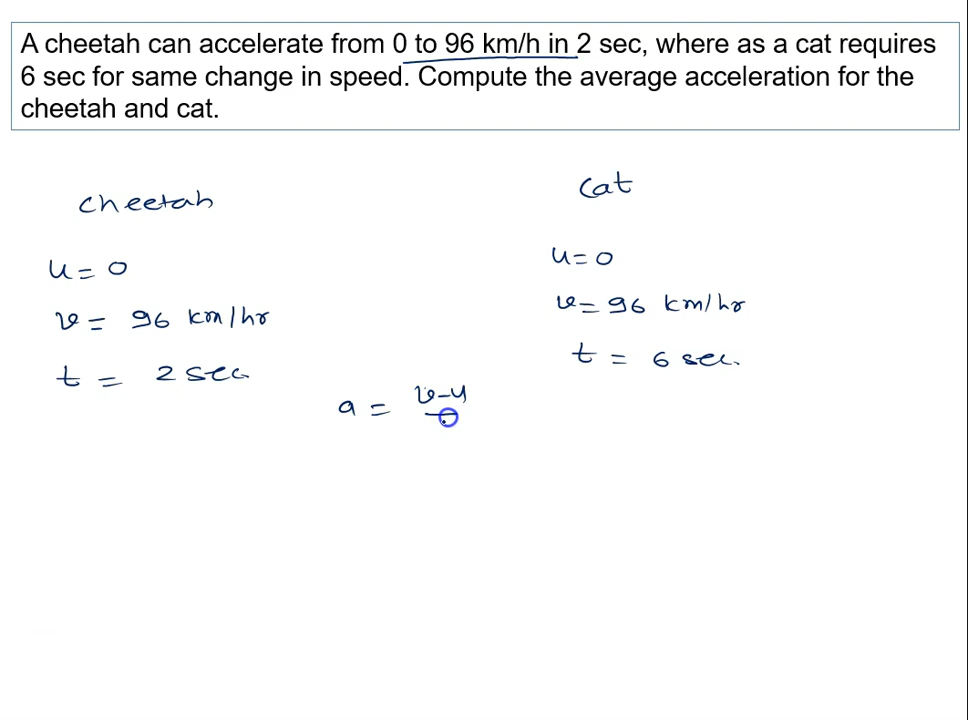 A cheetah can accelerate from 0 to 96 km/h in 2 sec, where as a cat requires
6 sec for same change in speed. Compute the average acceleration for the
cheetah and cat.
cheetah
u = 0
v = 96 km/hr
t = 2 sec
cat
u = 0
v = 96 km/hr
t = 6 sec.
a = v-u